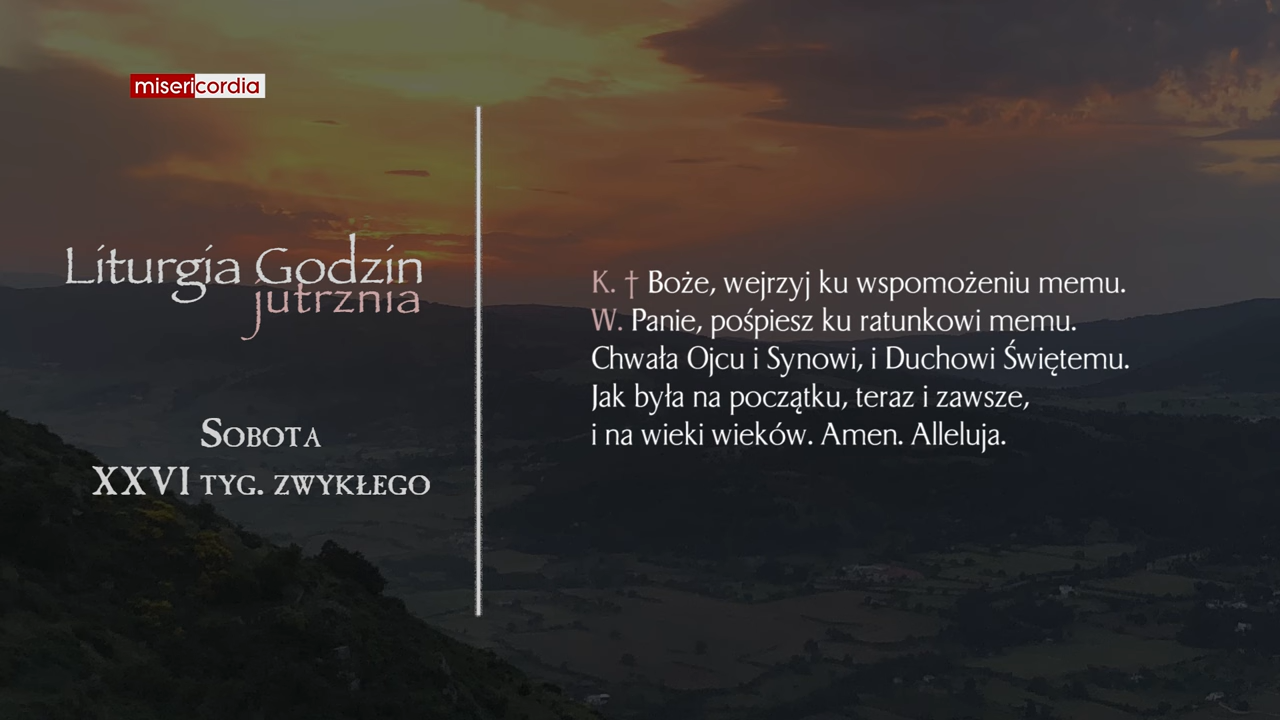 misericordia
Liturgia Godzin
jutrznia
Sobota
XXVI tyg. zwykłego
K. † Boże, wejrzyj ku wspomożeniu memu.
W. Panie, pośpiesz ku ratunkowi memu.
Chwała Ojcu i Synowi, i Duchowi Świętemu.
Jak była na początku, teraz i zawsze,
i na wieki wieków. Amen. Alleluja.